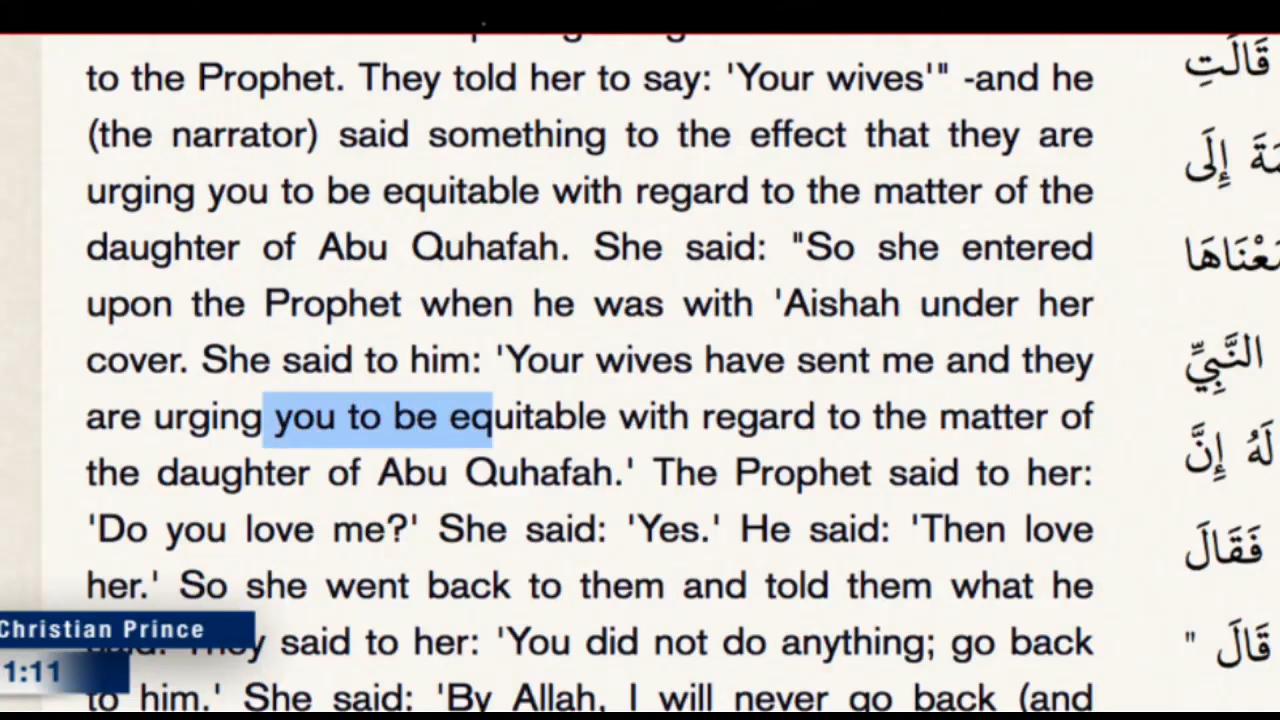 to the Prophet. They told her to say: 'Your wives'" -and he
(the narrator) said something to the effect that they are
urging you to be equitable with regard to the matter of the
daughter of Abu Quhafah. She said: "So she entered
upon the Prophet when he was with 'Aishah under her
cover. She said to him: 'Your wives have sent me and they
are urging you to be equitable with regard to the matter of
the daughter of Abu Quhafah.' The Prophet said to her:
'Do you love me?' She said: 'Yes.' He said: 'Then love
her.' So she went back to them and told them what he
said. They said to her: 'You did not do anything; go back
to him.' She said: 'By Allah, I will never go back (and
قَالَتِ
إِلَى
النَّبِيِّ
لَهُ إِنَّ
فَقَالَ
قَالَ "
Christian Prince
1:11